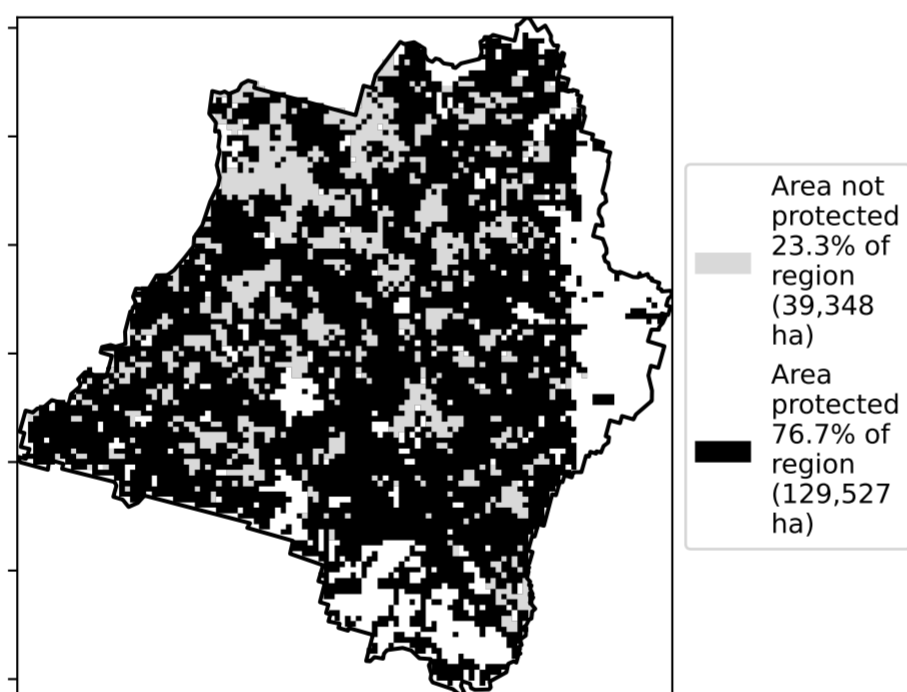 Area not
protected
23.3% of
region
(39,348
ha)
Area
protected
76.7% of
region
(129,527
ha)